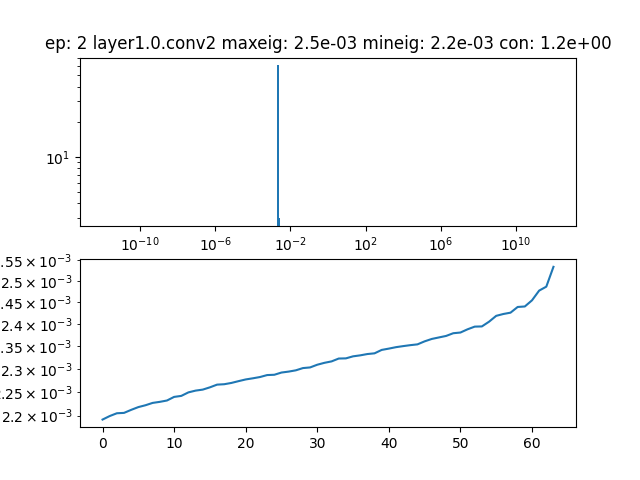 ep: 2 layer1.0.conv2 maxeig: 2.5e-03 mineig: 2.2e-03 con: 1.2e+00
10¹
10⁻¹⁰ 10⁻⁶ 10⁻² 10² 10⁶ 10¹⁰
.55 × 10⁻³
2.5 × 10⁻³
.45 × 10⁻³
2.4 × 10⁻³
.35 × 10⁻³
2.3 × 10⁻³
.25 × 10⁻³
2.2 × 10⁻³
0 10 20 30 40 50 60